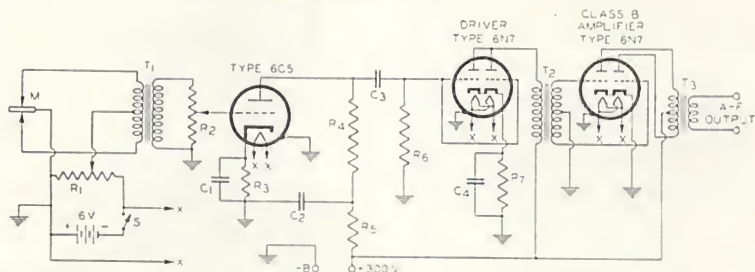 DRIVER
TYPE 6N7
CLASS B
AMPLIFIER
TYPE 6N7
T1
TYPE 6C5
C3
T2
T3
M
R2
R4
R6
A-F
OUTPUT
R1
C1
R3
C2
C4
R7
S
6V
+ -
R5
-B
+300 V.
X
X
X X
X X
X X